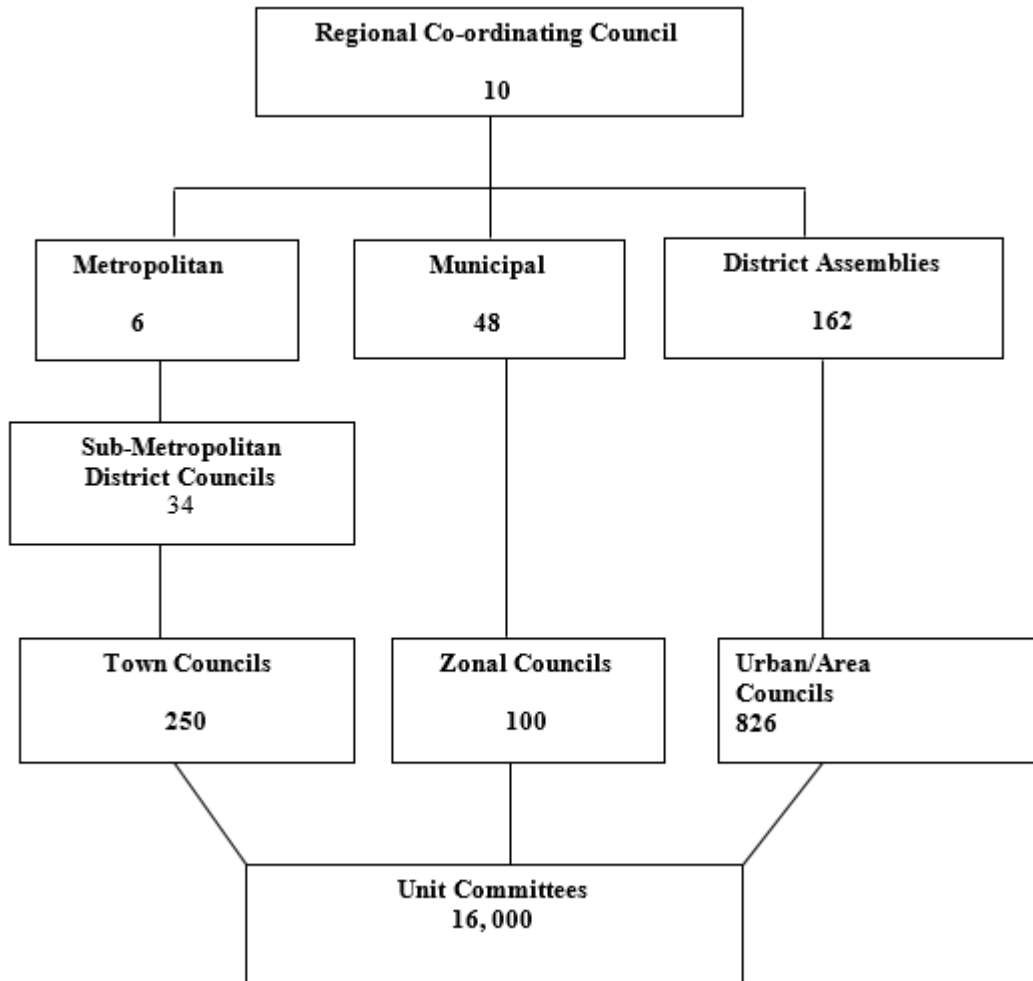 Regional Co-ordinating Council
10
Metropolitan
6
Municipal
48
District Assemblies
162
Sub-Metropolitan
District Councils
34
Town Councils
250
Zonal Councils
100
Urban/Area
Councils
826
Unit Committees
16, 000